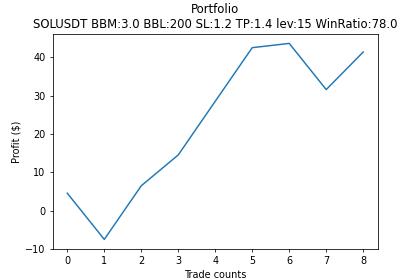 Portfolio
SOLUSDT BBM:3.0 BBL:200 SL:1.2 TP:1.4 lev:15 WinRatio:78.0
Profit ($)
40
30
20
10
0
−10
0 1 2 3 4 5 6 7 8
Trade counts